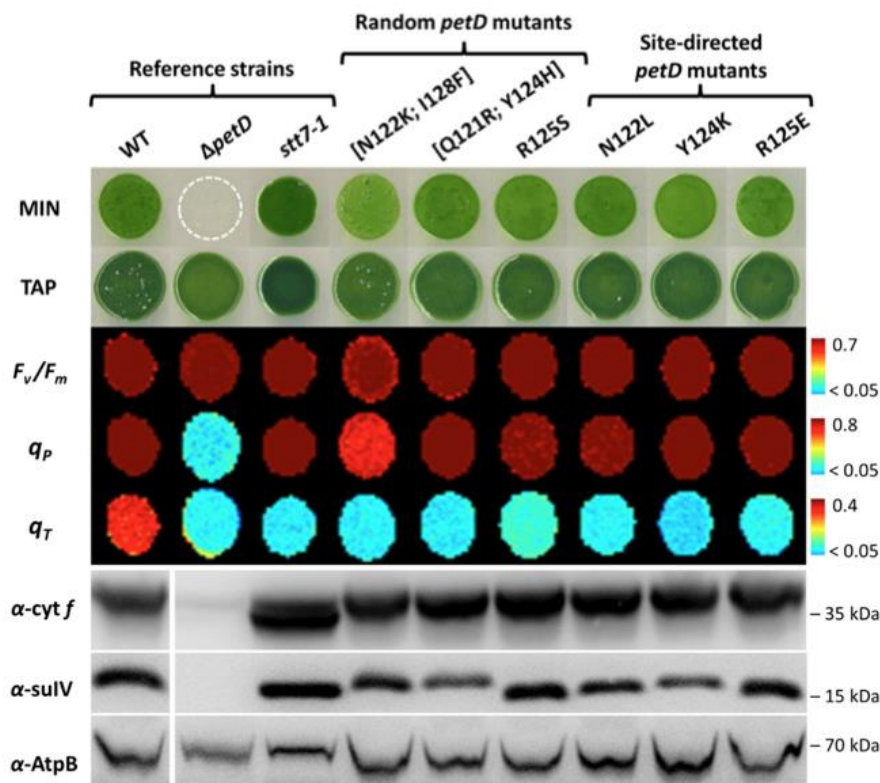 Random petD mutants
Site-directed
petD mutants
Reference strains
WT
ΔpetD
stt7-1
[N122K; I128F]
[Q121R; Y124H]
R125S
N122L
Y124K
R125E
MIN
TAP
Fv/Fm
0.7
< 0.05
qP
0.8
< 0.05
qT
0.4
< 0.05
α-cyt f
– 35 kDa
α-suIV
– 15 kDa
α-AtpB
– 70 kDa